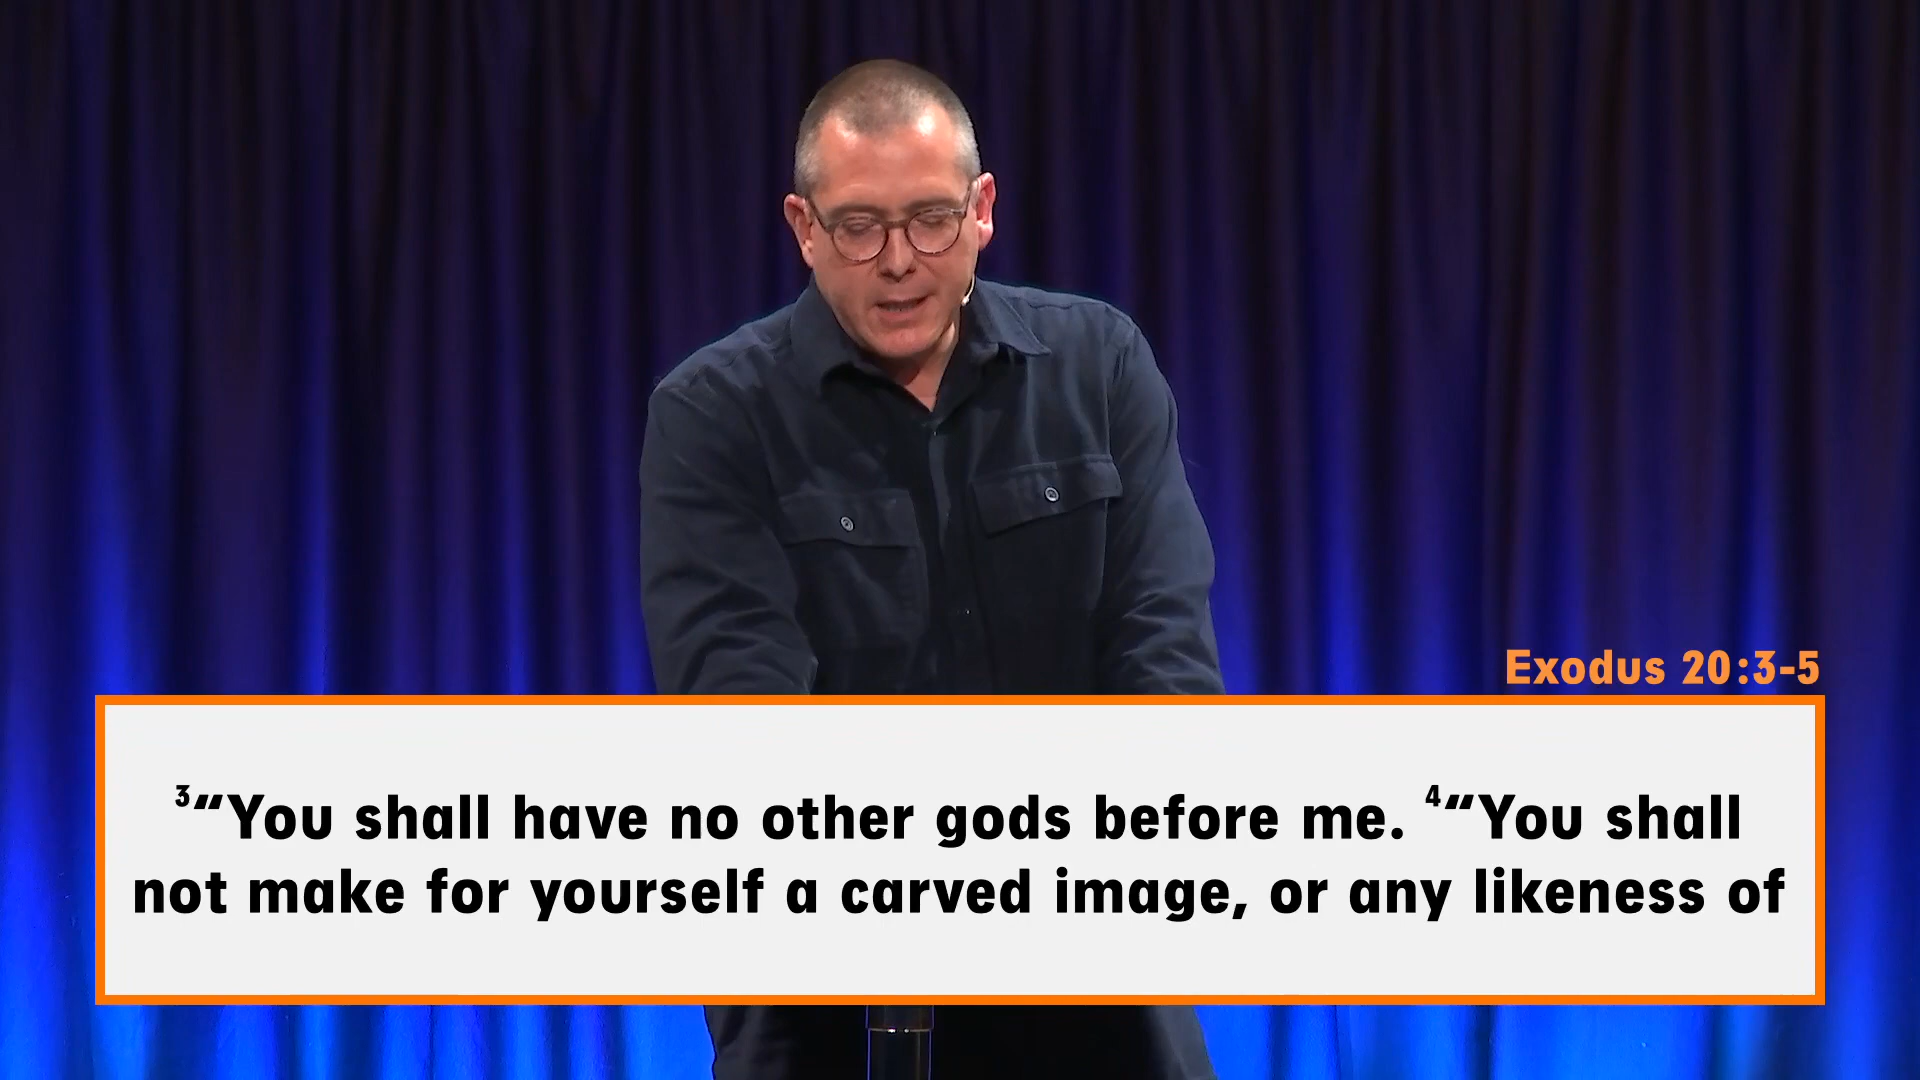 Exodus 20:3-5
³“You shall have no other gods before me. ⁴“You shall
not make for yourself a carved image, or any likeness of